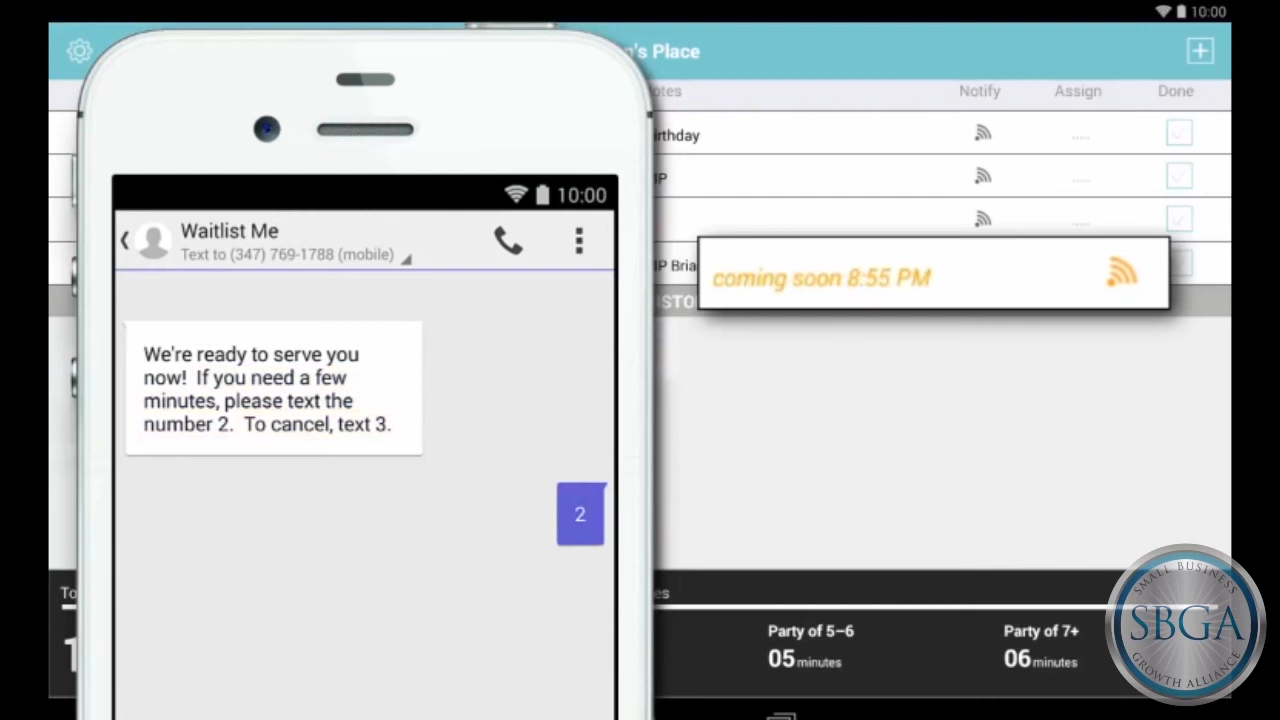 10:00
's Place
Notify Assign Done
irthday
IP
IP Bria
coming soon 8:55 PM
10:00
Waitlist Me
Text to (347) 769-1788 (mobile)
We're ready to serve you
now! If you need a few
minutes, please text the
number 2. To cancel, text 3.
2
Party of 5–6
05 minutes
Party of 7+
06 minutes
SMALL BUSINESS
SBGA
GROWTH ALLIANCE